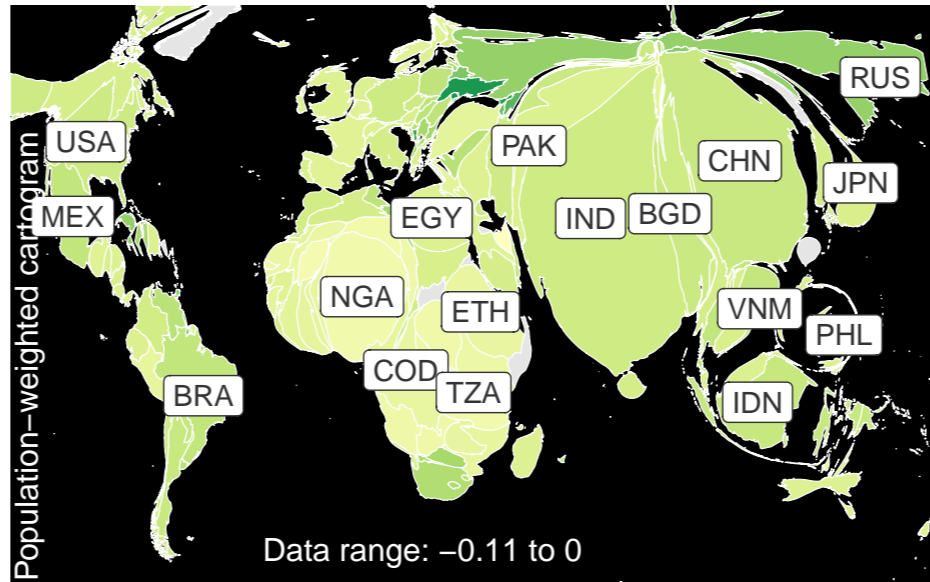 Population−weighted cartogram
RUS
USA
PAK
CHN
JPN
MEX
EGY
IND
BGD
NGA
ETH
VNM
PHL
COD
TZA
BRA
IDN
Data range: −0.11 to 0